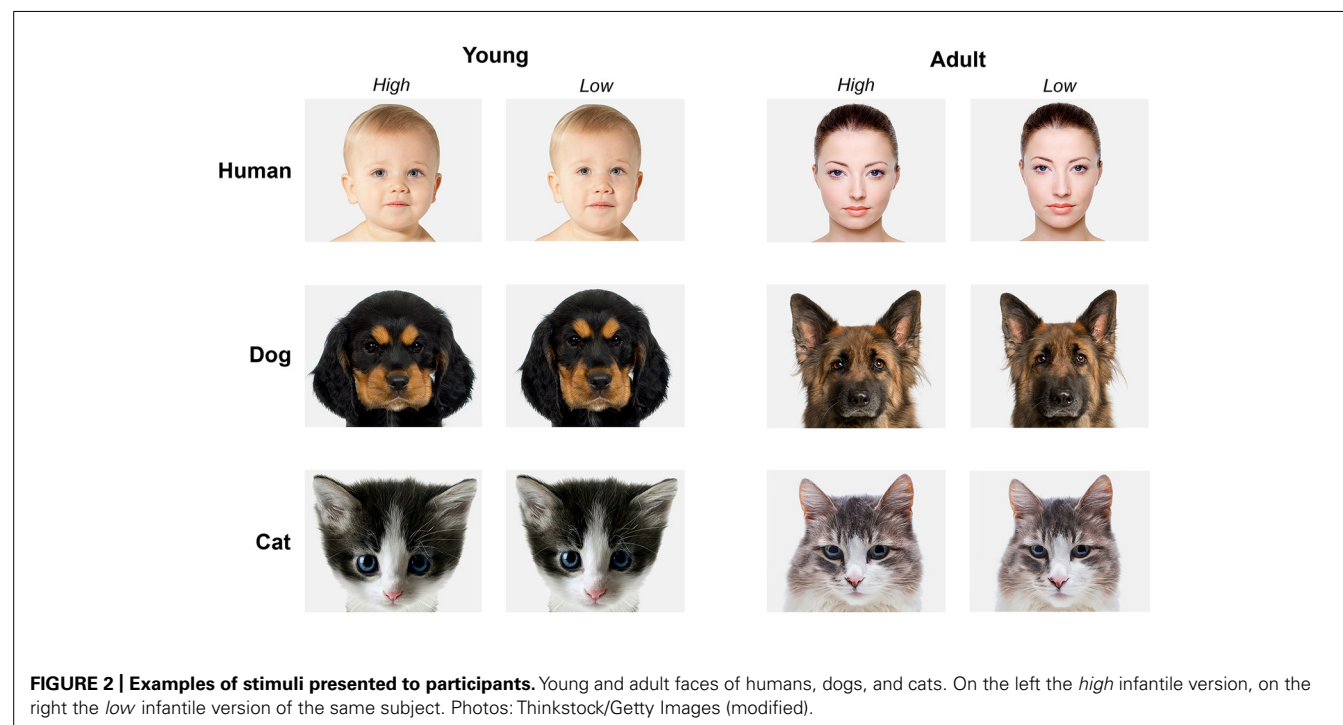 Young Adult
High Low High Low
Human
Dog
Cat
FIGURE 2 | Examples of stimuli presented to participants. Young and adult faces of humans, dogs, and cats. On the left the high infantile version, on the
right the low infantile version of the same subject. Photos: Thinkstock/Getty Images (modified).